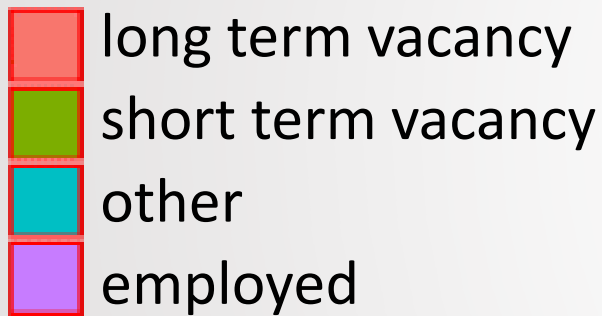 long term vacancy
short term vacancy
other
employed